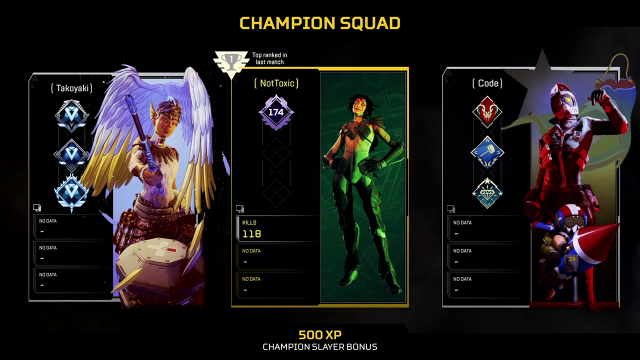 CHAMPION SQUAD
Top ranked in
last match
( Takoyaki )
NO DATA
-
NO DATA
-
NO DATA
-
( NotToxic )
174
KILLS
118
NO DATA
-
NO DATA
-
( Code )
NO DATA
-
NO DATA
-
NO DATA
-
500 XP
CHAMPION SLAYER BONUS